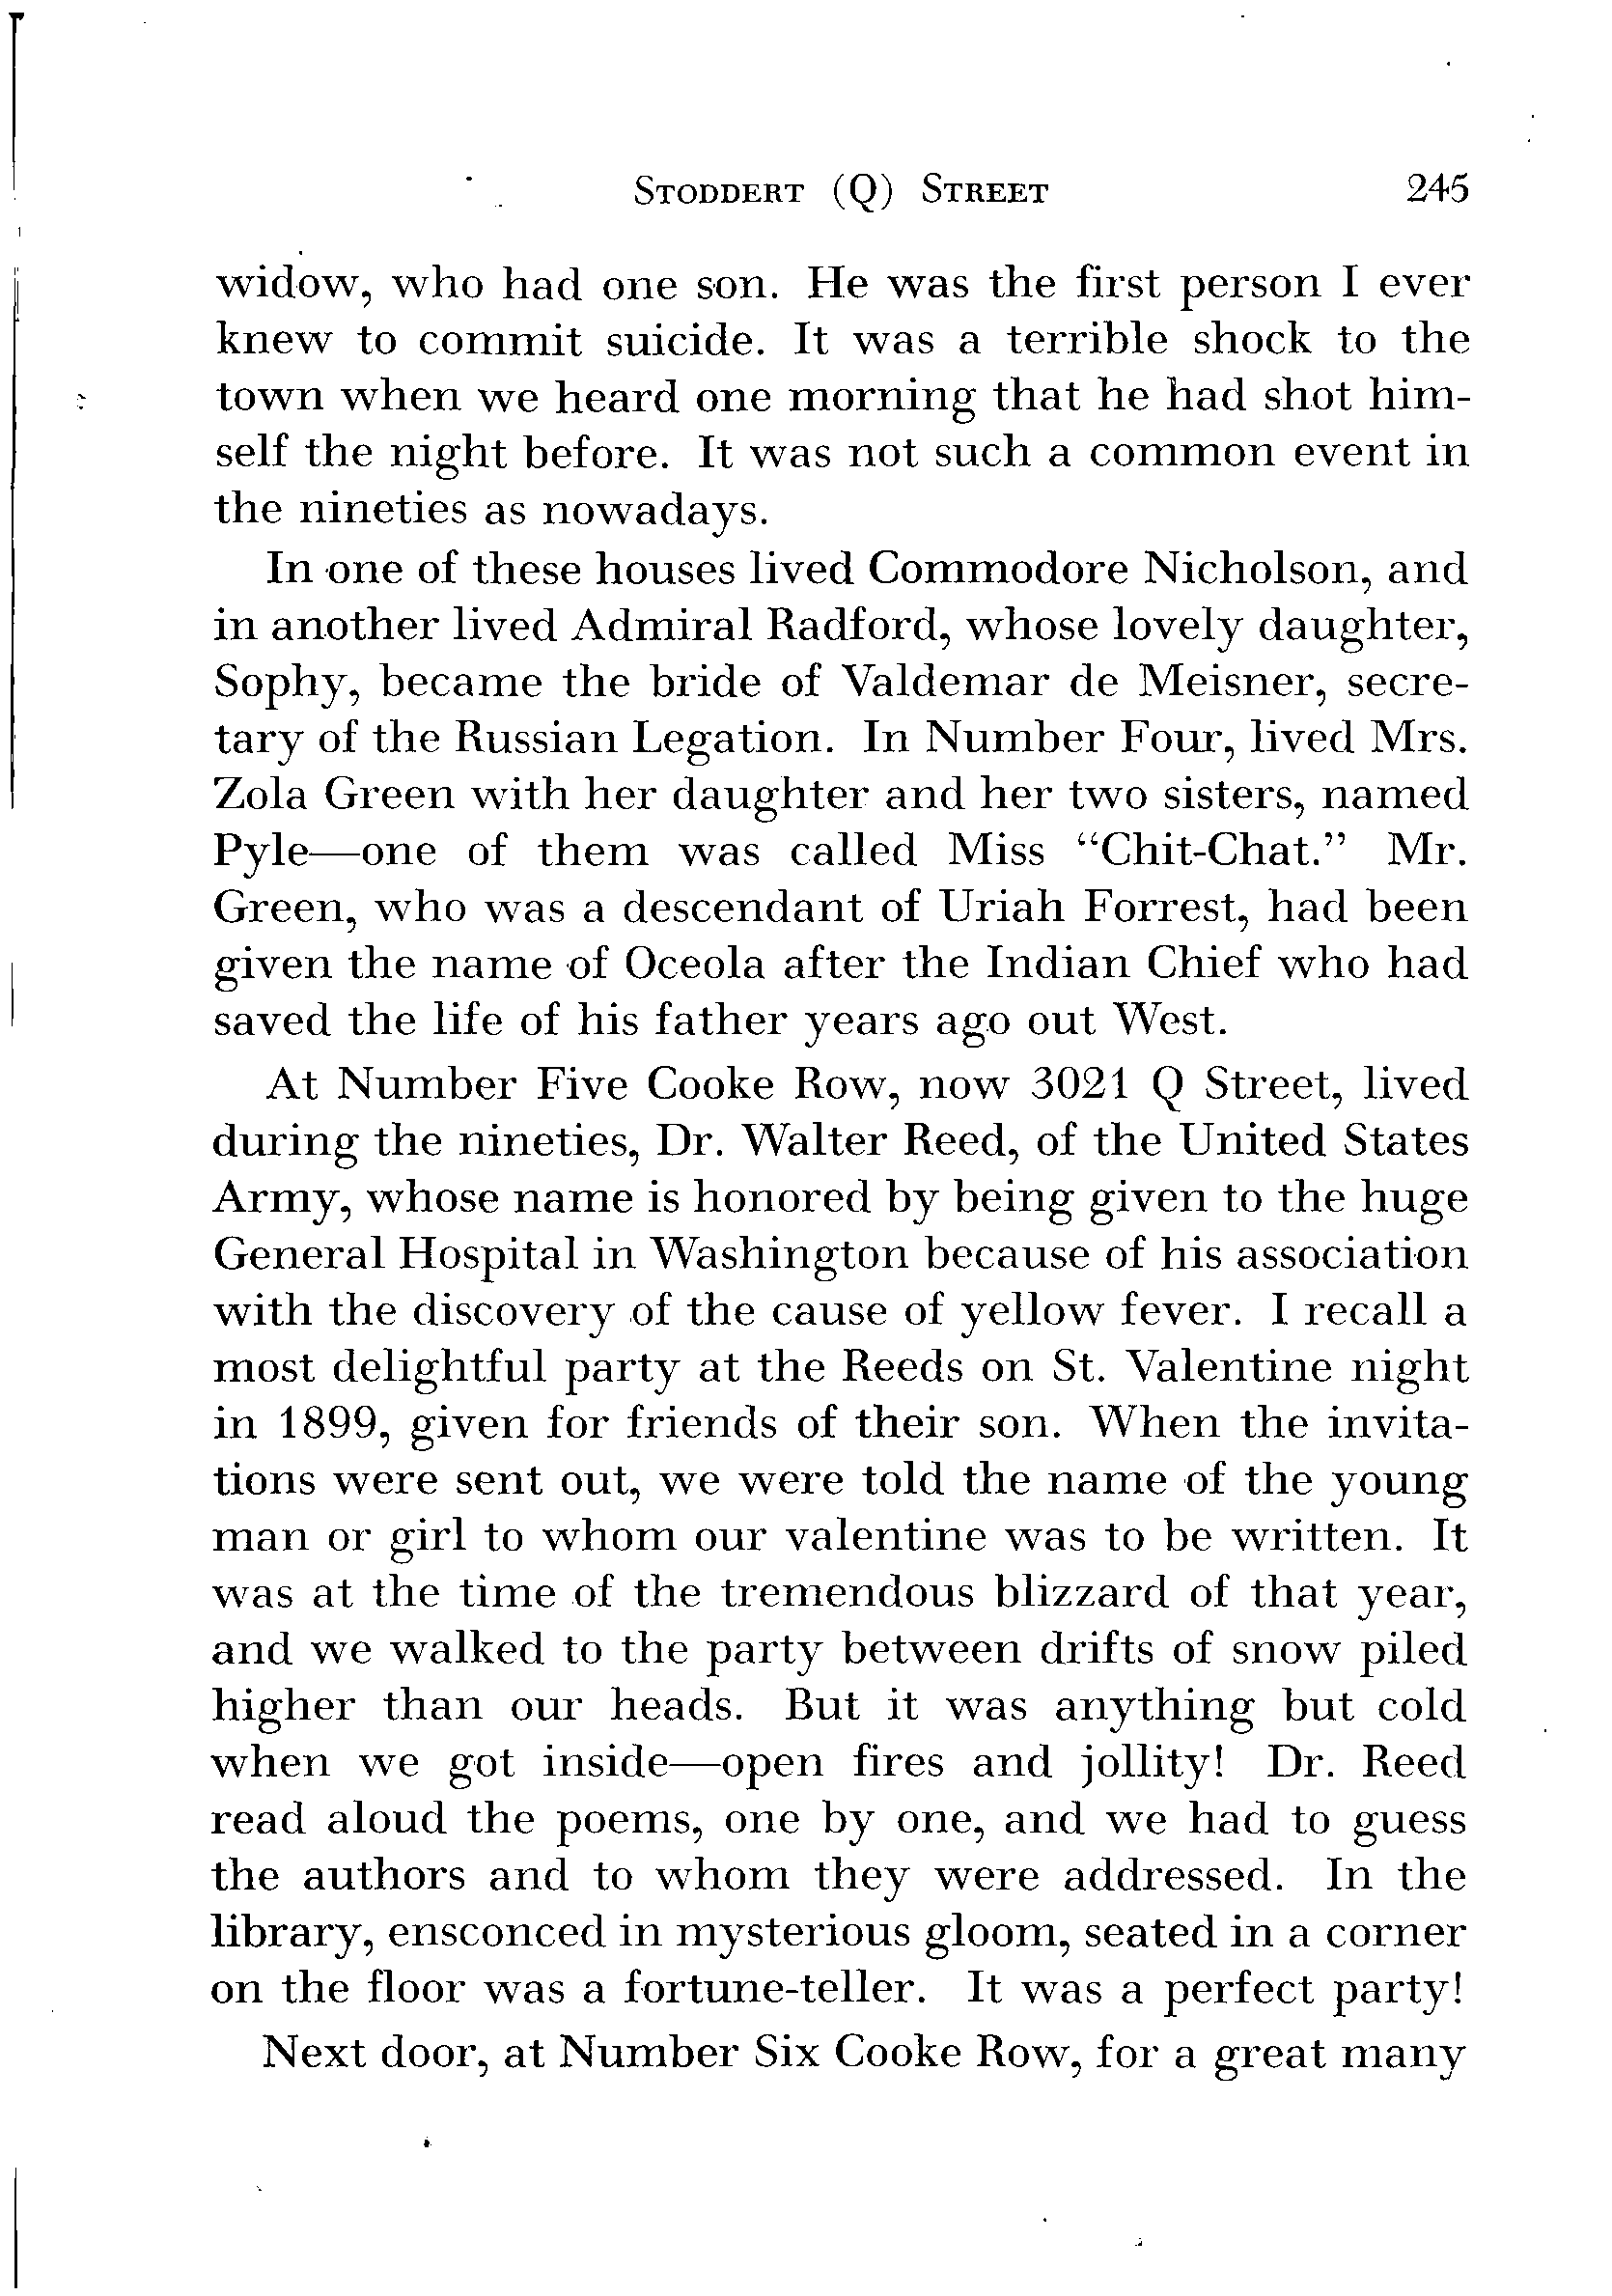 Stoddert (Q) Street 245
widow, who had one son. He was the first person I ever
knew to commit suicide. It was a terrible shock to the
town when we heard one morning that he had shot him-
self the night before. It was not such a common event in
the nineties as nowadays.
In one of these houses lived Commodore Nicholson, and
in another lived Admiral Radford, whose lovely daughter,
Sophy, became the bride of Valdemar de Meisner, secre-
tary of the Russian Legation. In Number Four, lived Mrs.
Zola Green with her daughter and her two sisters, named
Pyle—one of them was called Miss “Chit-Chat.” Mr.
Green, who was a descendant of Uriah Forrest, had been
given the name of Oceola after the Indian Chief who had
saved the life of his father years ago out West.
At Number Five Cooke Row, now 3021 Q Street, lived
during the nineties, Dr. Walter Reed, of the United States
Army, whose name is honored by being given to the huge
General Hospital in Washington because of his association
with the discovery of the cause of yellow fever. I recall a
most delightful party at the Reeds on St. Valentine night
in 1899, given for friends of their son. When the invita-
tions were sent out, we were told the name of the young
man or girl to whom our valentine was to be written. It
was at the time of the tremendous blizzard of that year,
and we walked to the party between drifts of snow piled
higher than our heads. But it was anything but cold
when we got inside—open fires and jollity! Dr. Reed
read aloud the poems, one by one, and we had to guess
the authors and to whom they were addressed. In the
library, ensconced in mysterious gloom, seated in a corner
on the floor was a fortune-teller. It was a perfect party!
Next door, at Number Six Cooke Row, for a great many